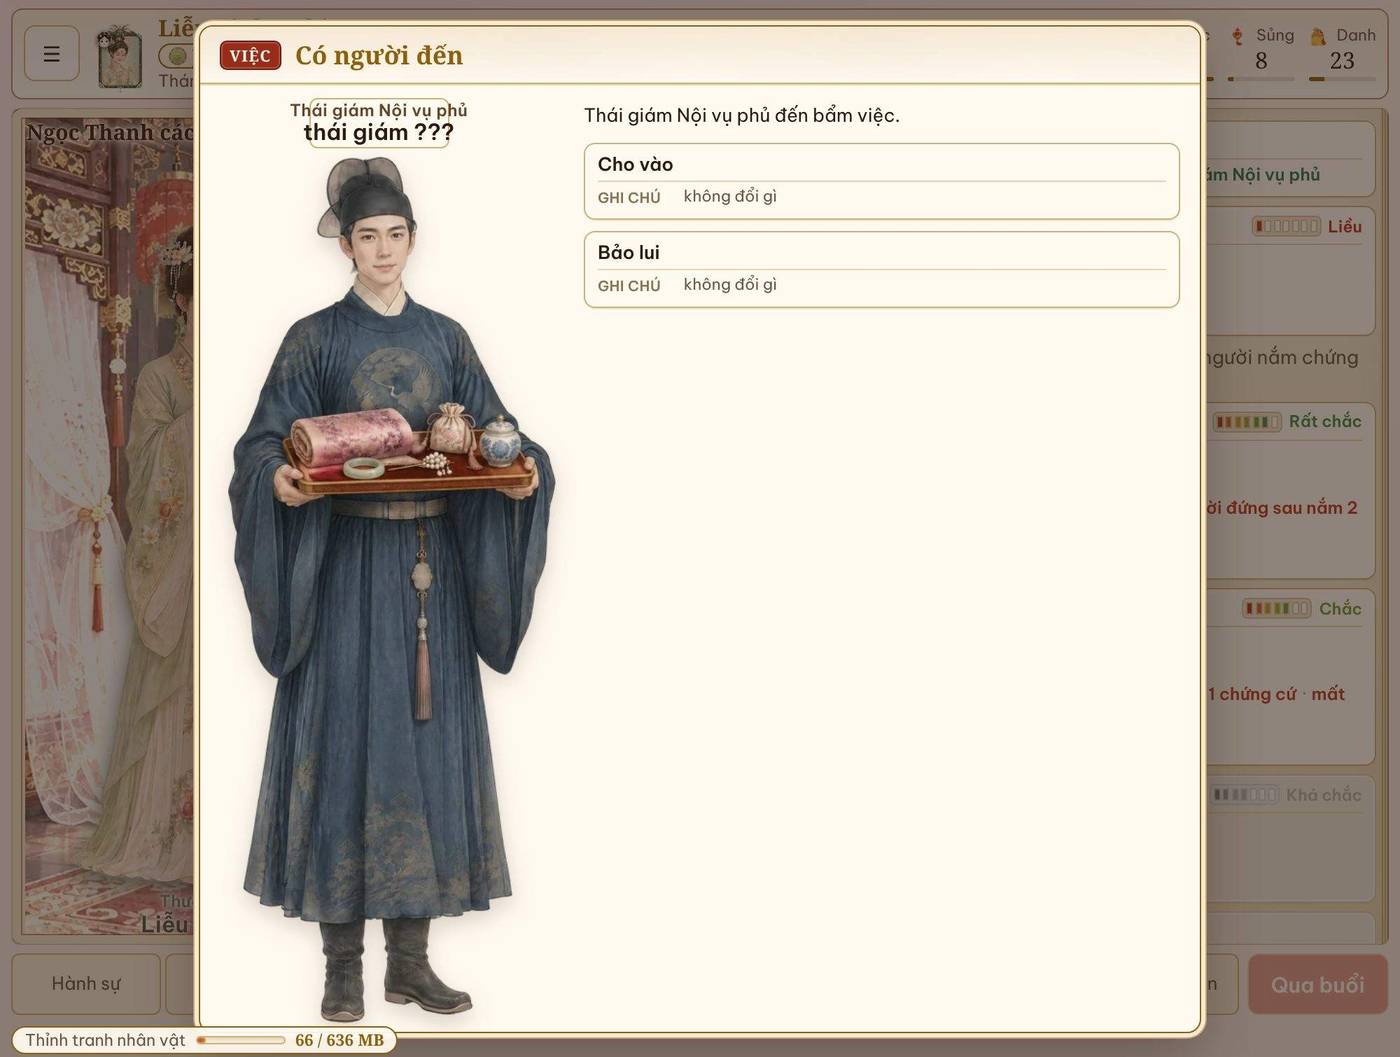 ☰
Liễu
Thán
Sủng
8
Danh
23
VIỆC
Có người đến
Thái giám Nội vụ phủ
thái giám ???
Thái giám Nội vụ phủ đến bẩm việc.
Cho vào
GHI CHÚ không đổi gì
Bảo lui
GHI CHÚ không đổi gì
Ngọc Thanh các
Nội vụ phủ
Liều
người nắm chứng
Rất chắc
đứng sau nắm 2
Chắc
1 chứng cứ · mất
Khá chắc
Liễu
Hành sự
Qua buổi
Thỉnh tranh nhân vật 66 / 636 MB